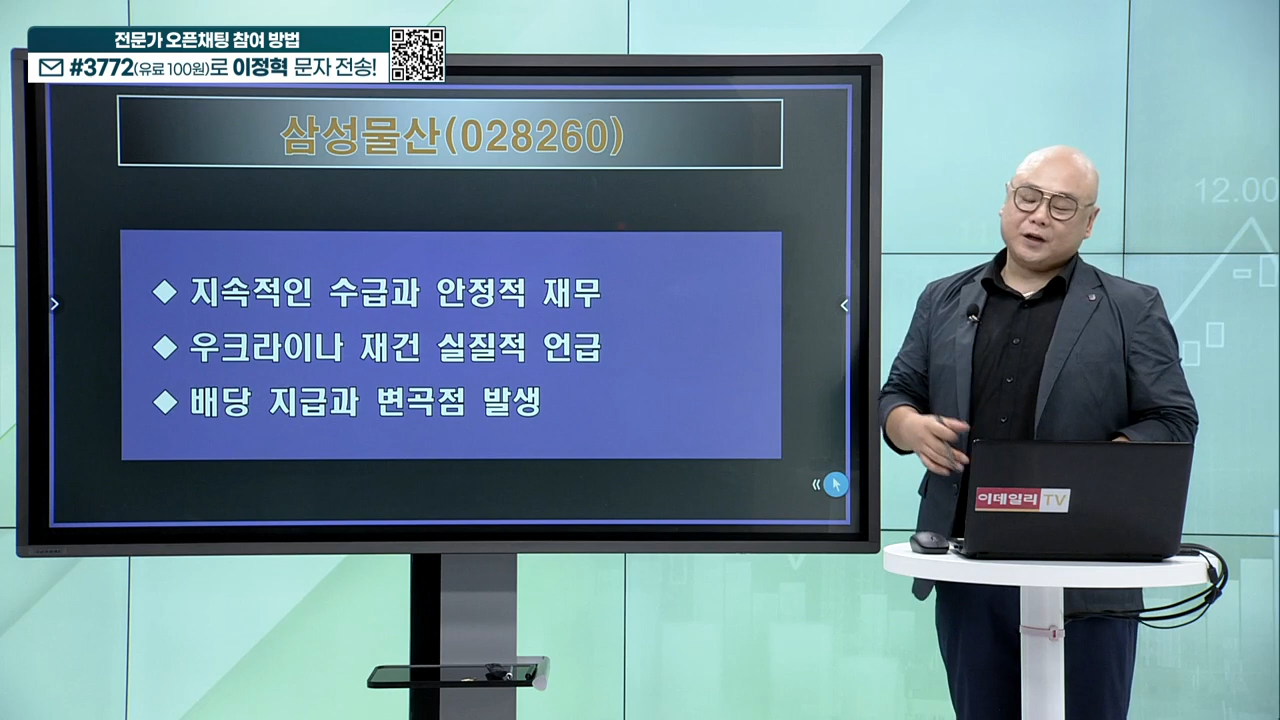 전문가 오픈채팅 참여 방법
#3772(유료 100원)로 이정혁 문자 전송!
삼성물산(028260)
◆ 지속적인 수급과 안정적 재무
◆ 우크라이나 재건 실질적 언급
◆ 배당 지급과 변곡점 발생
12.00
이데일리 TV